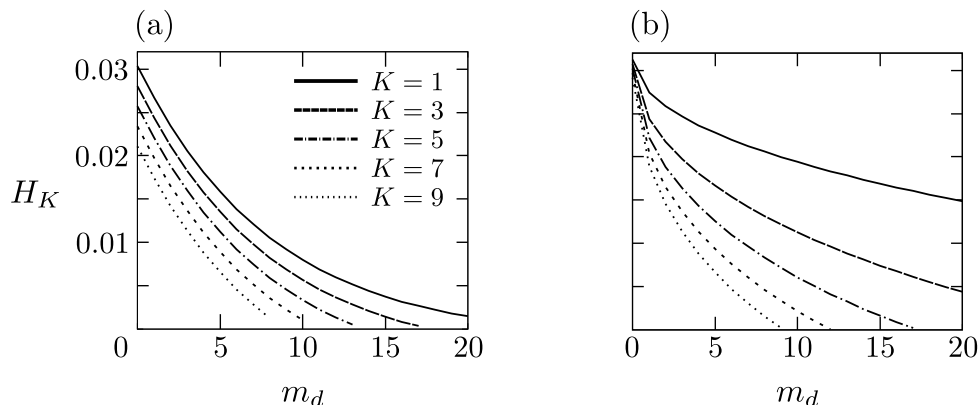 (a) (b)
0.03
K = 1
K = 3
0.02
K = 5
K = 7
H_K
K = 9
0.01
0 5 10 15 20 0 5 10 15 20
m_d m_d